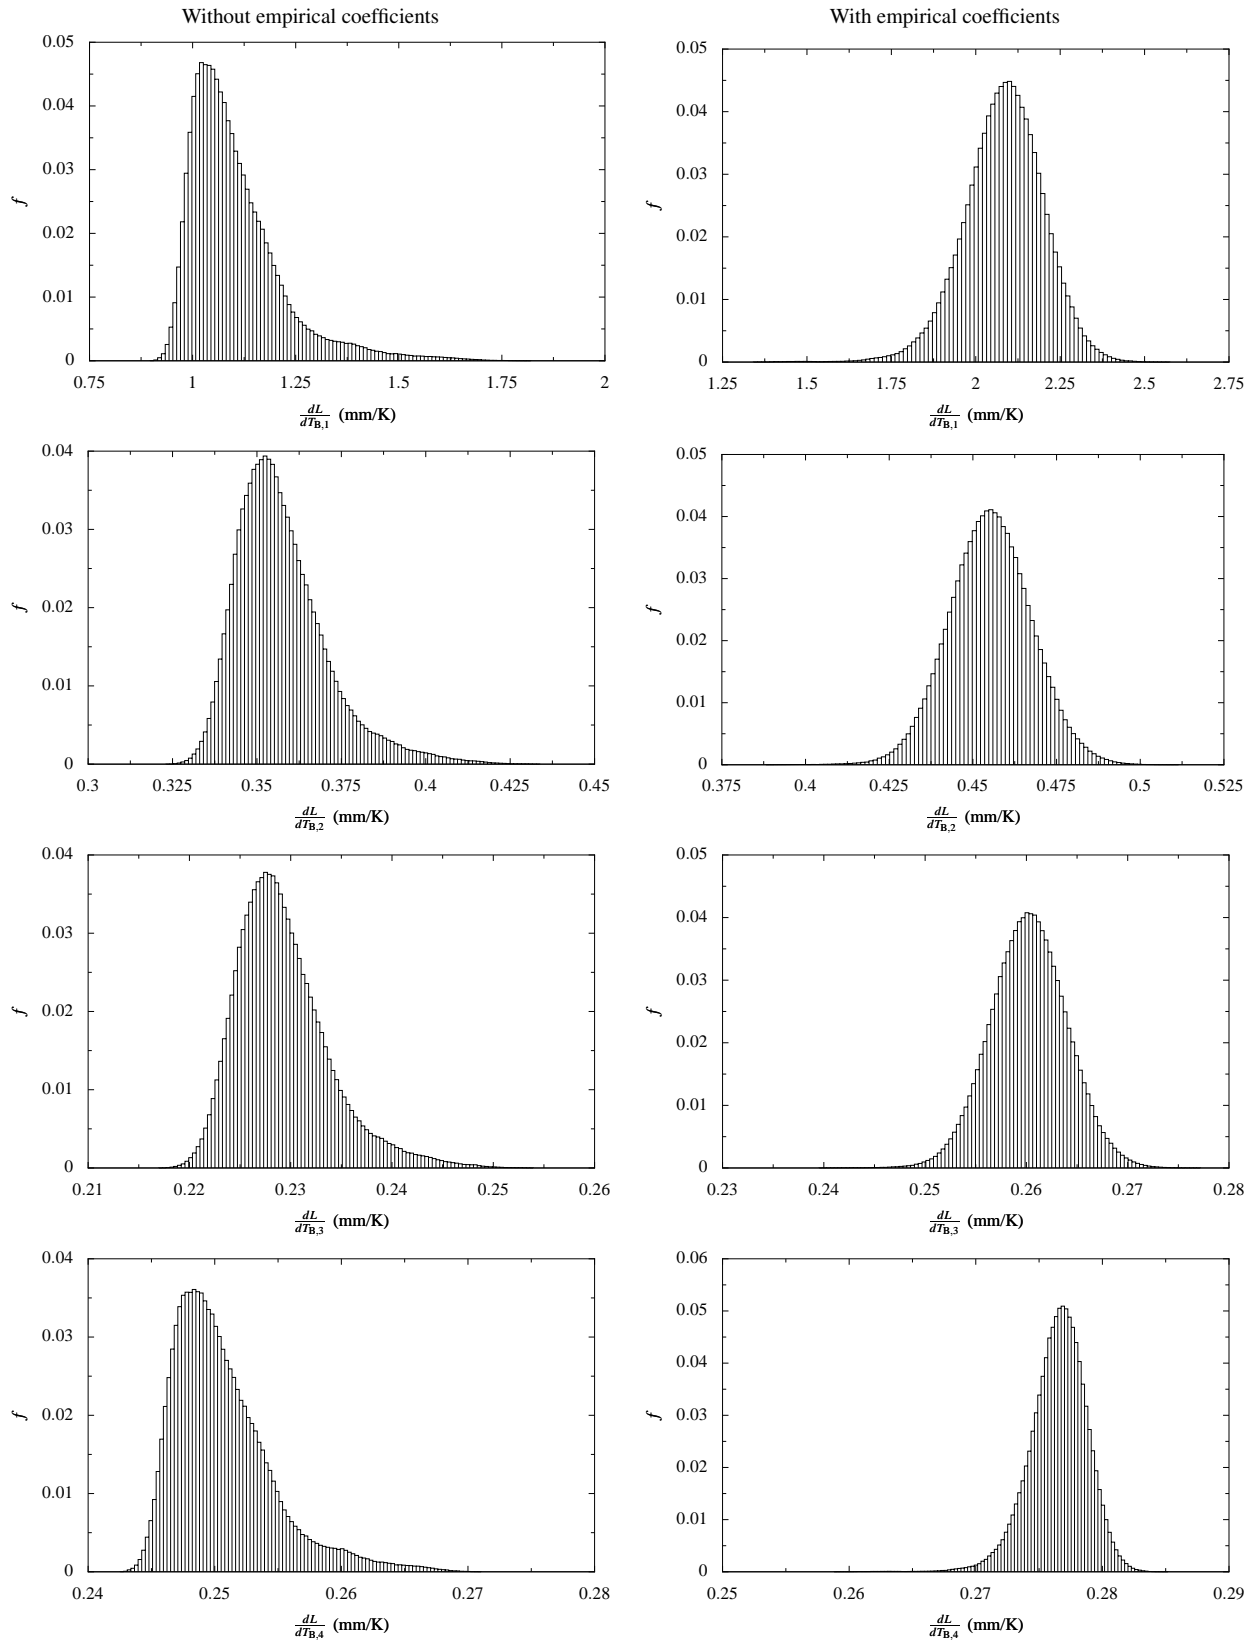 Without empirical coefficients
0.05
0.04
0.03
0.02
0.01
0
f
0.75 1 1.25 1.5 1.75 2
dL/dT_B,1 (mm/K)
With empirical coefficients
0.05
0.04
0.03
0.02
0.01
0
f
1.25 1.5 1.75 2 2.25 2.5 2.75
dL/dT_B,1 (mm/K)
0.04
0.03
0.02
0.01
0
f
0.3 0.325 0.35 0.375 0.4 0.425 0.45
dL/dT_B,2 (mm/K)
0.05
0.04
0.03
0.02
0.01
0
f
0.375 0.4 0.425 0.45 0.475 0.5 0.525
dL/dT_B,2 (mm/K)
0.04
0.03
0.02
0.01
0
f
0.21 0.22 0.23 0.24 0.25 0.26
dL/dT_B,3 (mm/K)
0.05
0.04
0.03
0.02
0.01
0
f
0.23 0.24 0.25 0.26 0.27 0.28
dL/dT_B,3 (mm/K)
0.04
0.03
0.02
0.01
0
f
0.24 0.25 0.26 0.27 0.28
dL/dT_B,4 (mm/K)
0.06
0.05
0.04
0.03
0.02
0.01
0
f
0.25 0.26 0.27 0.28 0.29
dL/dT_B,4 (mm/K)